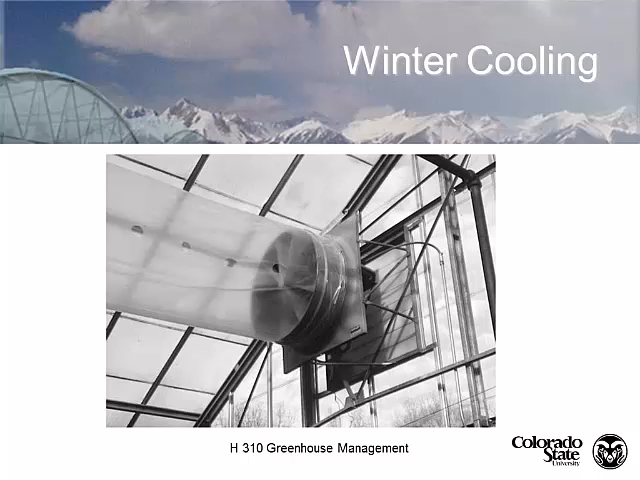 Winter Cooling
H 310 Greenhouse Management
Colorado
State
University